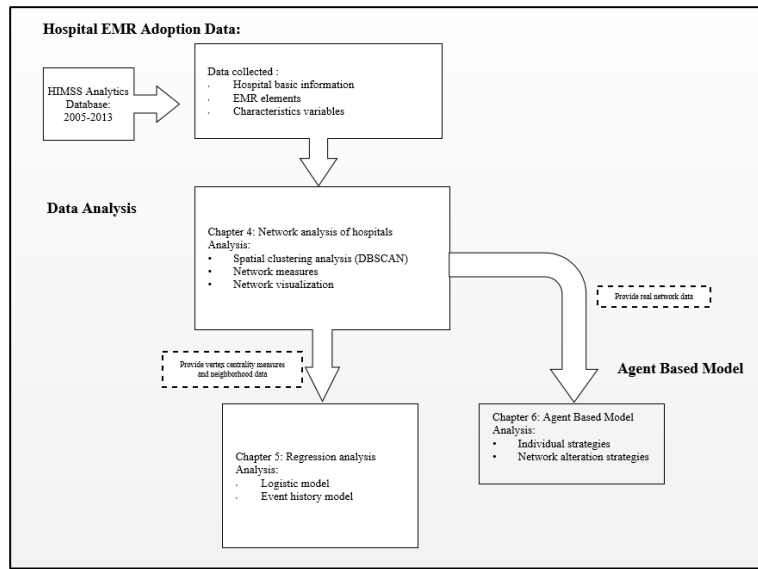 Hospital EMR Adoption Data:
HIMSS Analytics
Database:
2005-2013
Data collected :
· Hospital basic information
· EMR elements
· Characteristics variables
Data Analysis
Chapter 4: Network analysis of hospitals
Analysis:
• Spatial clustering analysis (DBSCAN)
• Network measures
• Network visualization
Provide real network data
Provide vertex centrality measures
and neighborhood data
Agent Based Model
Chapter 6: Agent Based Model
Analysis:
• Individual strategies
• Network alteration strategies
Chapter 5: Regression analysis
Analysis:
· Logistic model
· Event history model